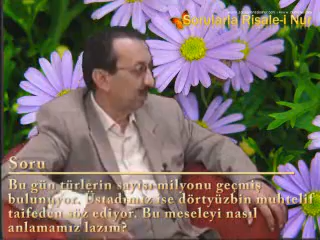 Sorularla Risale-i Nur
Soru
Bu gün türlerin sayısı milyonu geçmiş
bulunuyor. Üstadımız ise dörtyüzbin muhtelif
taifeden söz ediyor. Bu meseleyi nasıl
anlamamız lazım?